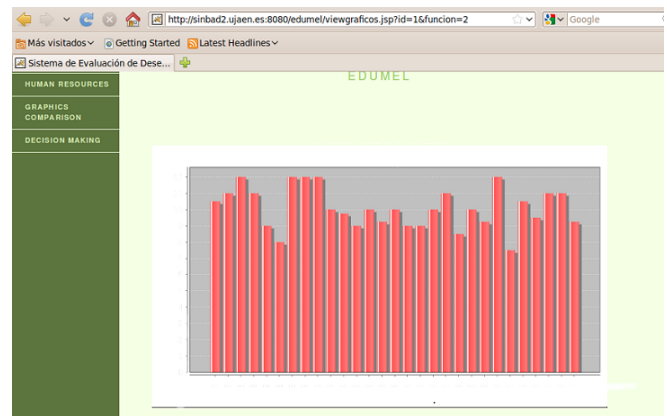 http://sinbad2.ujaen.es:8080/edumel/viewgraficos.jsp?id=1&funcion=2
Google
Más visitados
Getting Started
Latest Headlines
Sistema de Evaluación de Dese...
EDUMEL
HUMAN RESOURCES
GRAPHICS
COMPARISON
DECISION MAKING